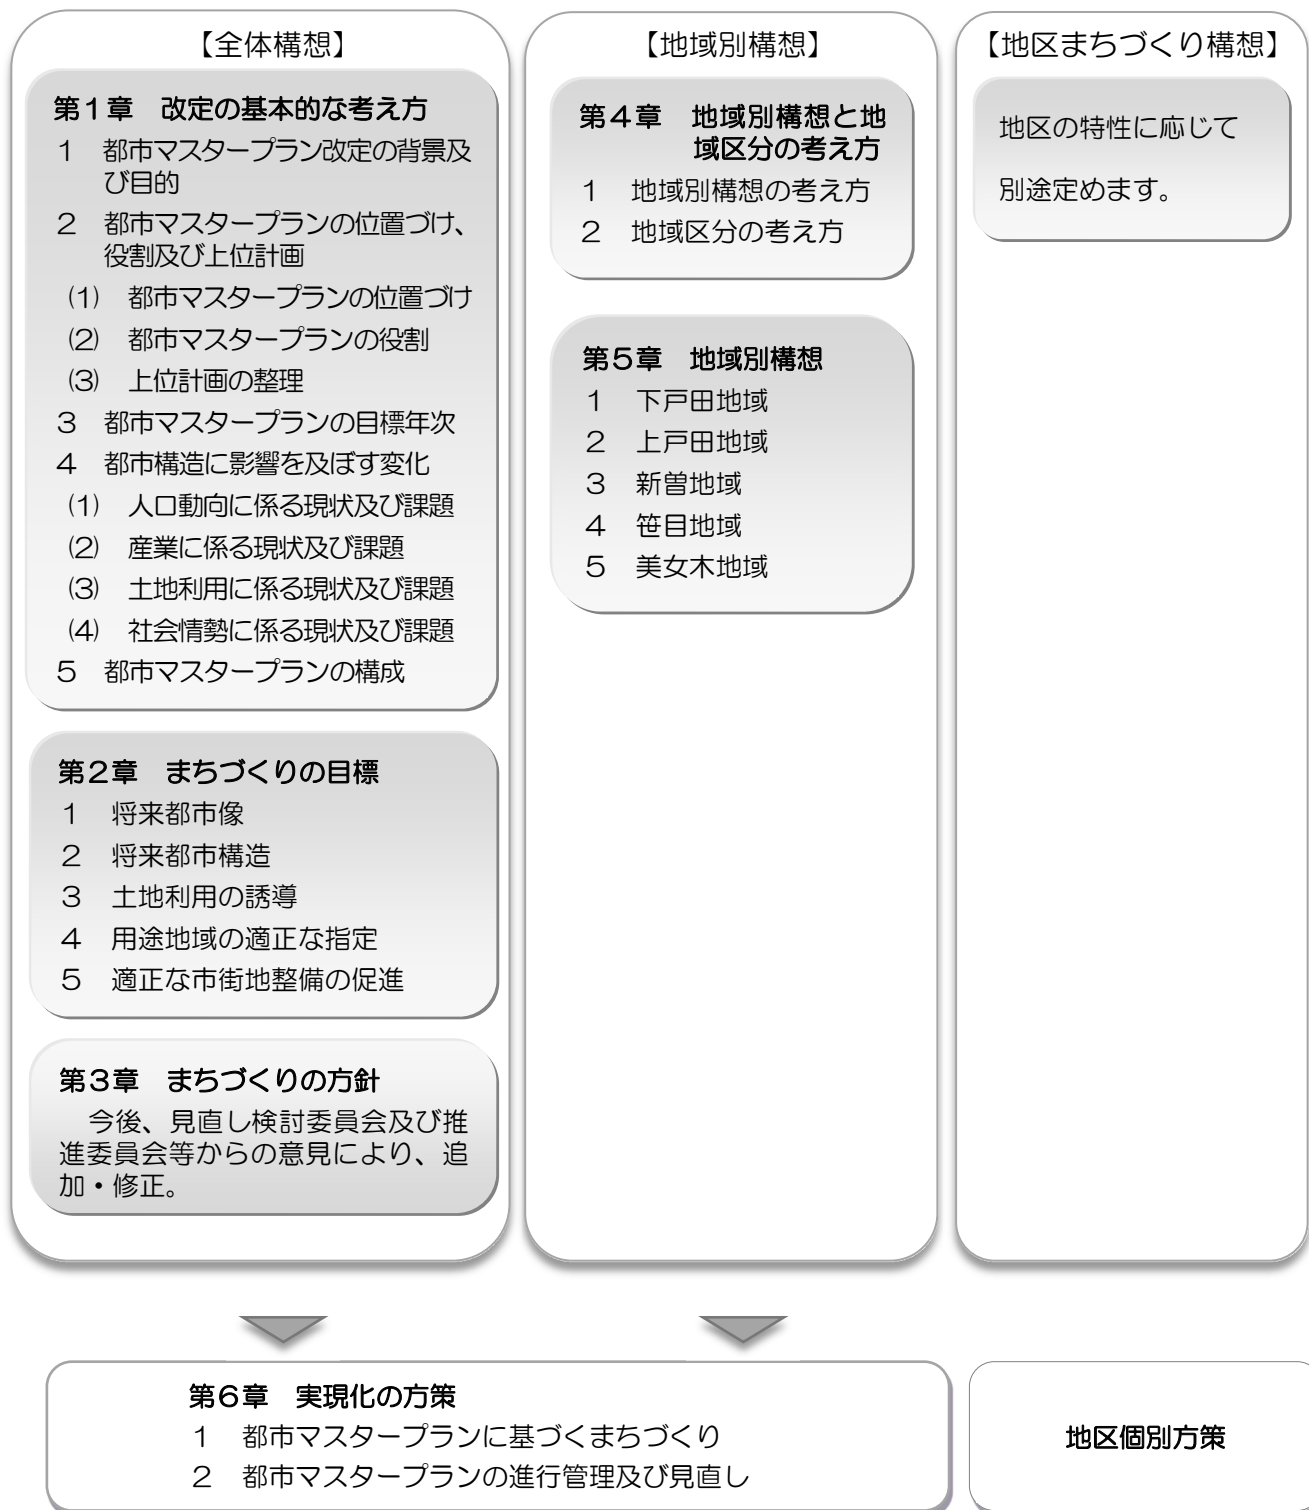 【全体構想】
第１章　改定の基本的な考え方
１　都市マスタープラン改定の背景及
び目的
２　都市マスタープランの位置づけ、
役割及び上位計画
⑴　都市マスタープランの位置づけ
⑵　都市マスタープランの役割
⑶　上位計画の整理
３　都市マスタープランの目標年次
４　都市構造に影響を及ぼす変化
⑴　人口動向に係る現状及び課題
⑵　産業に係る現状及び課題
⑶　土地利用に係る現状及び課題
⑷　社会情勢に係る現状及び課題
５　都市マスタープランの構成
第２章　まちづくりの目標
１　将来都市像
２　将来都市構造
３　土地利用の誘導
４　用途地域の適正な指定
５　適正な市街地整備の促進
第３章　まちづくりの方針
今後、見直し検討委員会及び推
進委員会等からの意見により、追
加・修正。
【地域別構想】
第４章　地域別構想と地
域区分の考え方
１　地域別構想の考え方
２　地域区分の考え方
第５章　地域別構想
１　下戸田地域
２　上戸田地域
３　新曽地域
４　笹目地域
５　美女木地域
【地区まちづくり構想】
地区の特性に応じて
別途定めます。
第６章　実現化の方策
１　都市マスタープランに基づくまちづくり
２　都市マスタープランの進行管理及び見直し
地区個別方策